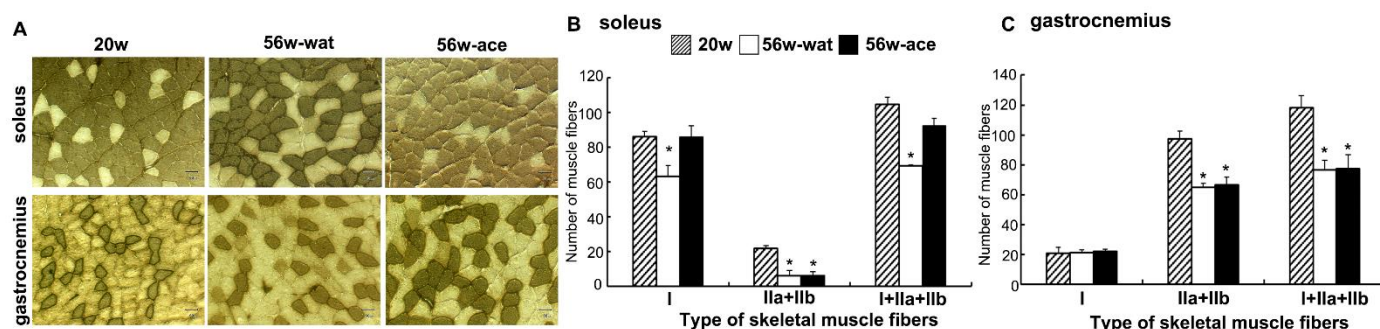 A
20w
56w-wat
56w-ace
soleus
gastrocnemius
B soleus
20w 56w-wat 56w-ace
Number of muscle fibers
120
100
80
60
40
20
0
*
*
*
*
I
IIa+IIb
I+IIa+IIb
Type of skeletal muscle fibers
C gastrocnemius
Number of muscle fibers
140
120
100
80
60
40
20
0
*
*
*
*
I
IIa+IIb
I+IIa+IIb
Type of skeletal muscle fibers